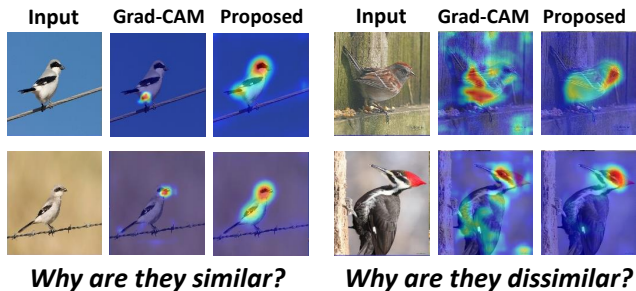 Input Grad-CAM Proposed Input Grad-CAM Proposed
Why are they similar? Why are they dissimilar?